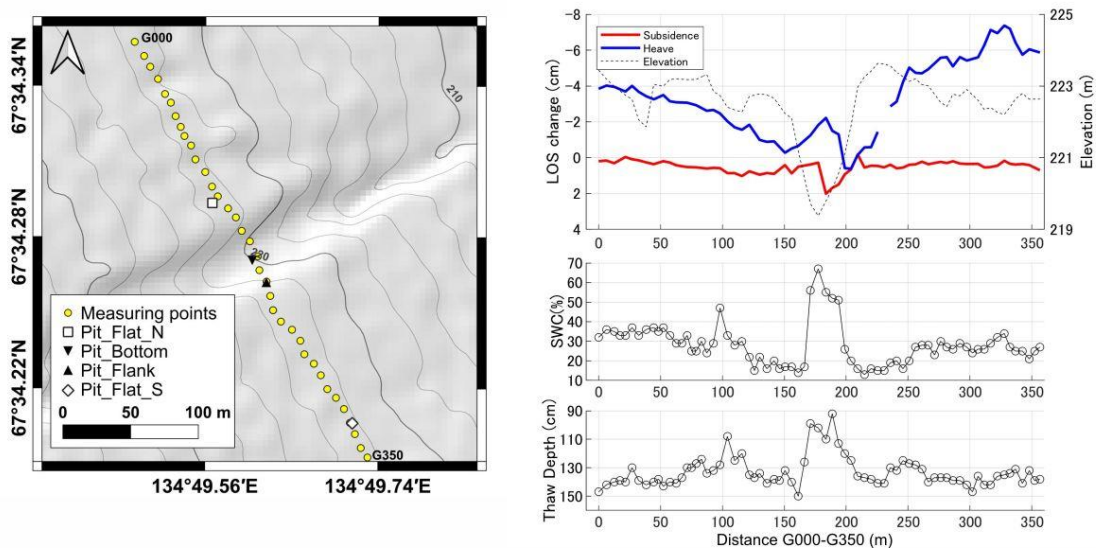 G000
67°34.34'N
67°34.28'N
67°34.22'N
210
230
Measuring points
Pit_Flat_N
Pit_Bottom
Pit_Flank
Pit_Flat_S
0 50 100 m
G350
134°49.56'E 134°49.74'E
-8
-6
-4
-2
0
2
4
LOS change (cm)
Subsidence
Heave
Elevation
225
223
221
219
Elevation (m)
0 50 100 150 200 250 300 350
70
60
50
40
30
20
10
SWC(%)
90
110
130
150
Thaw Depth (cm)
0 50 100 150 200 250 300 350
Distance G000-G350 (m)